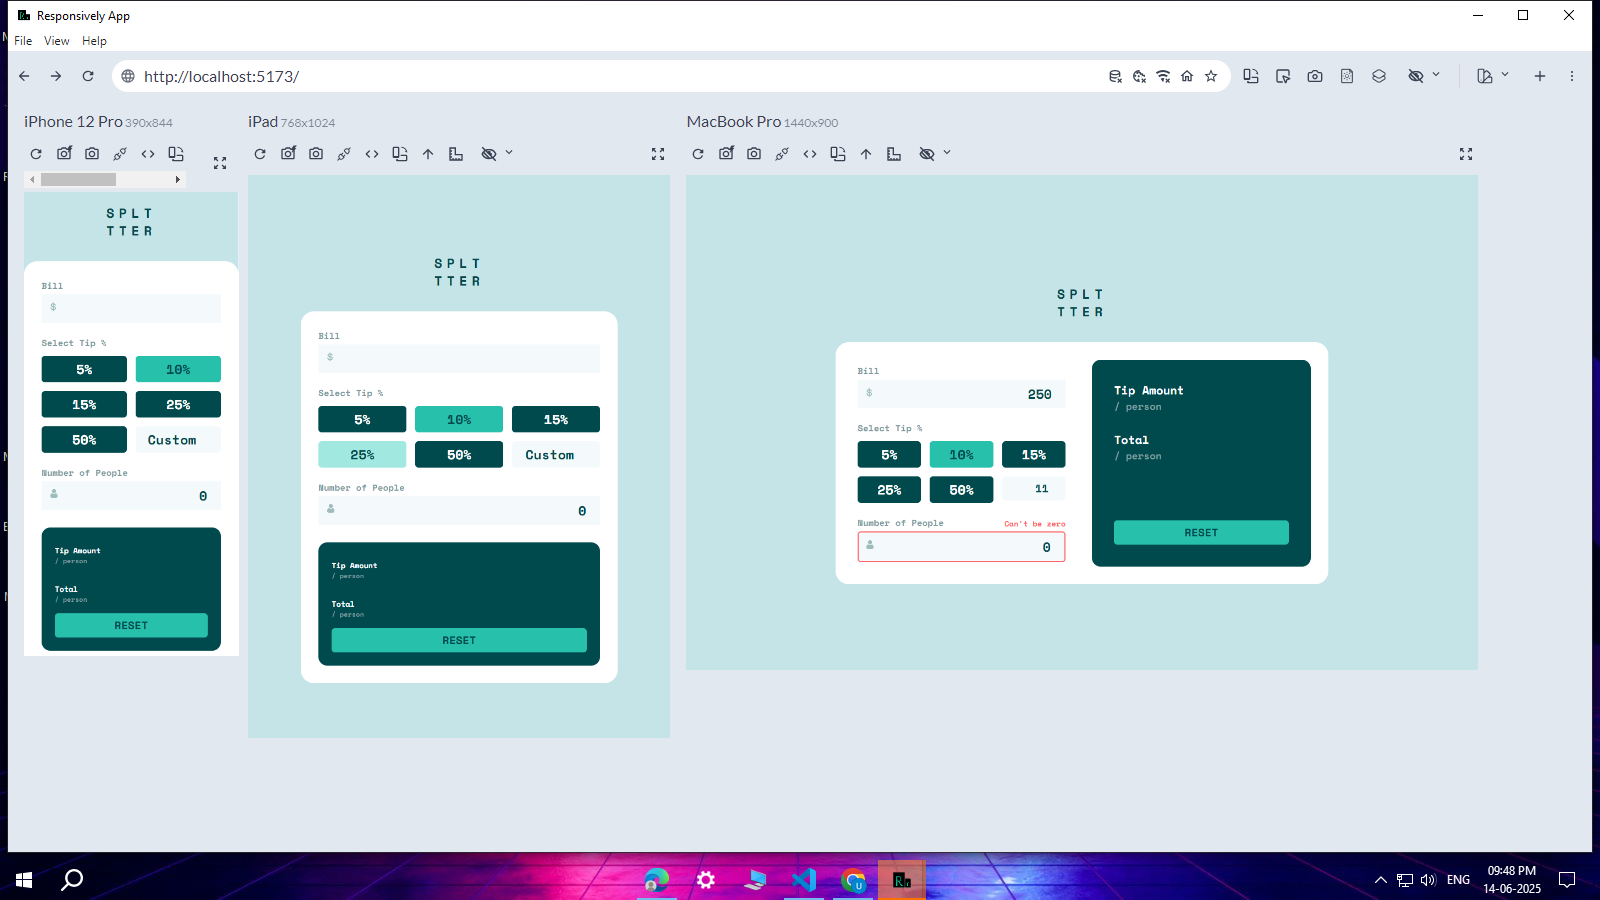 Responsively App
File View Help
http://localhost:5173/
iPhone 12 Pro 390x844
SPLT
TTER
Bill
$
Select Tip %
5% 10%
15% 25%
50% Custom
Number of People
0
Tip Amount
/ person
Total
/ person
RESET
iPad 768x1024
SPLT
TTER
Bill
$
Select Tip %
5% 10% 15%
25% 50% Custom
Number of People
0
Tip Amount
/ person
Total
/ person
RESET
MacBook Pro 1440x900
SPLT
TTER
Bill
$ 250
Select Tip %
5% 10% 15%
25% 50% 11
Number of People Can't be zero
0
Tip Amount
/ person
Total
/ person
RESET
ENG
09:48 PM
14-06-2025